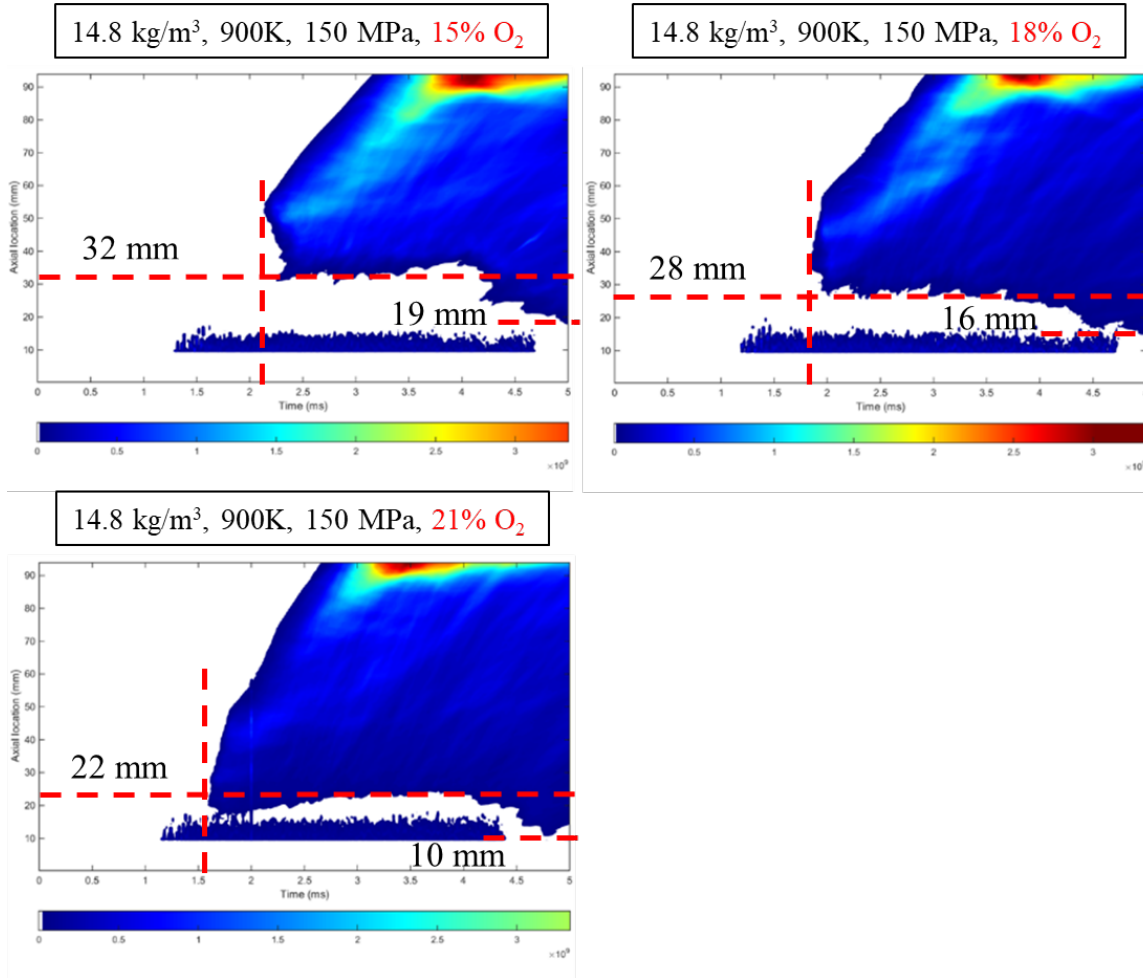 14.8 kg/m³, 900K, 150 MPa, 15% O₂
90
80
70
60
50
40
30
20
10
Axial location (mm)
32 mm
19 mm
0 0.5 1 1.5 2 2.5 3 3.5 4 4.5 5
Time (ms)
0 0.5 1 1.5 2 2.5 3
×10⁹
14.8 kg/m³, 900K, 150 MPa, 18% O₂
90
80
70
60
50
40
30
20
10
Axial location (mm)
28 mm
16 mm
0 0.5 1 1.5 2 2.5 3 3.5 4 4.5
Time (ms)
0 0.5 1 1.5 2 2.5 3
14.8 kg/m³, 900K, 150 MPa, 21% O₂
90
80
70
60
50
40
30
20
10
0
Axial location (mm)
22 mm
10 mm
0 0.5 1 1.5 2 2.5 3 3.5 4 4.5 5
Time (ms)
0 0.5 1 1.5 2 2.5 3
×10⁹